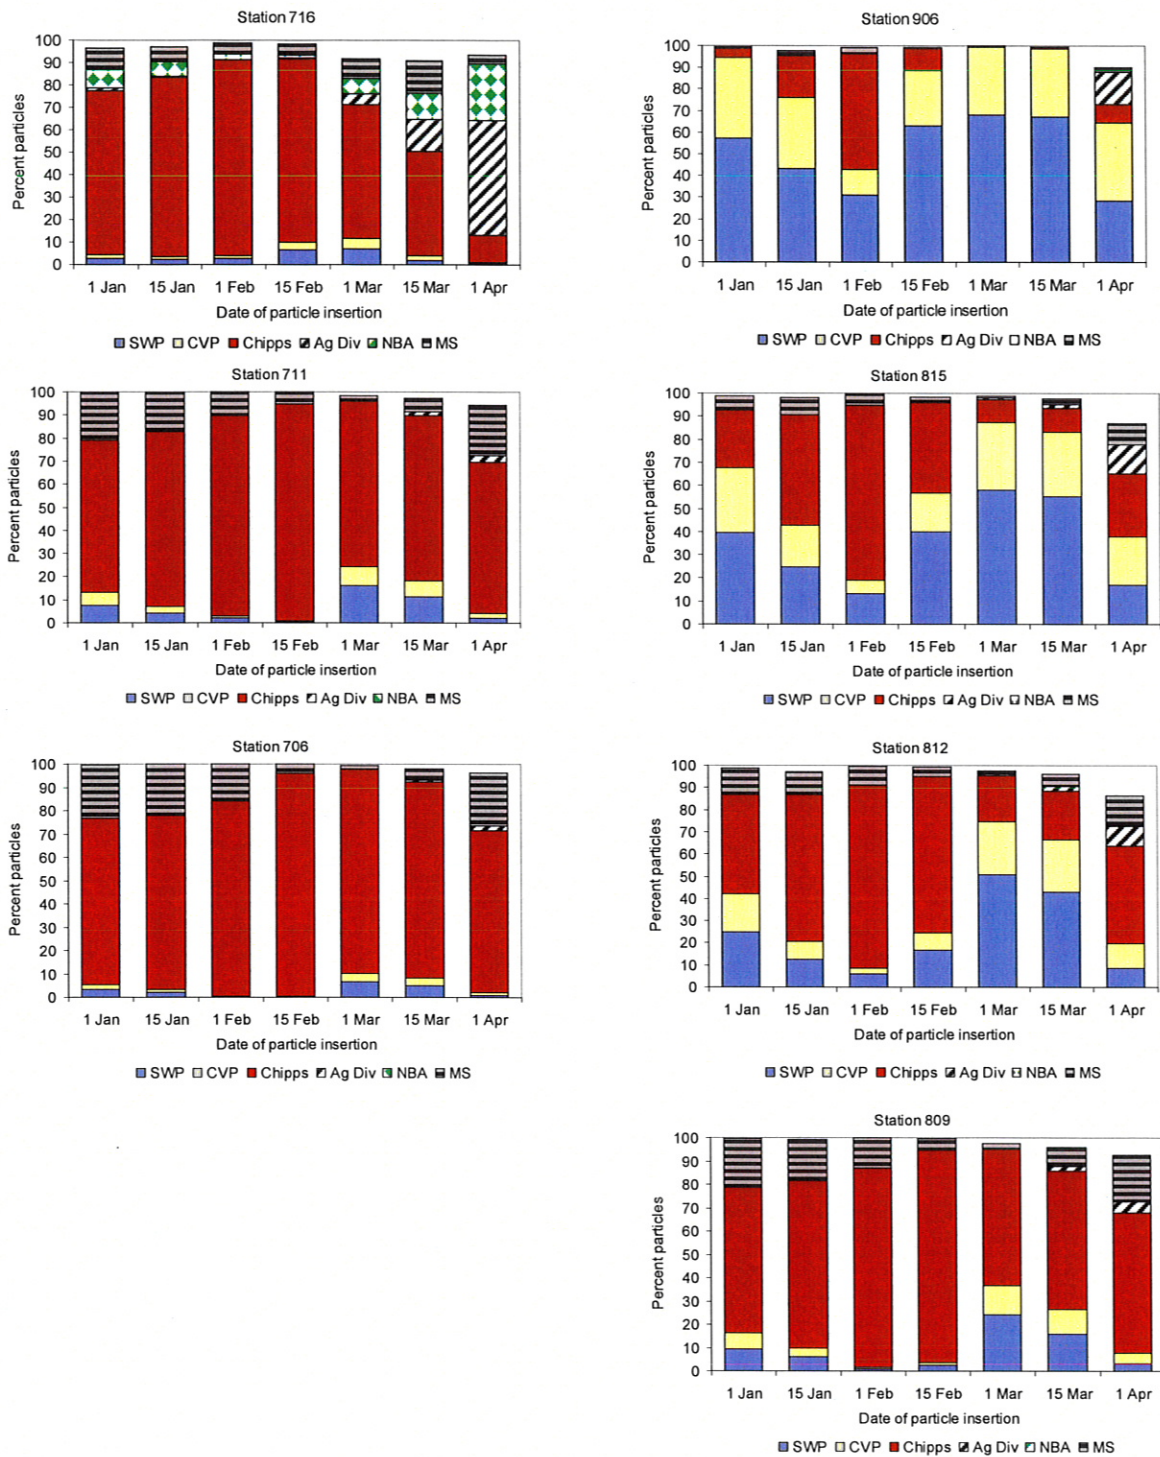 Station 716
Percent particles
100
90
80
70
60
50
40
30
20
10
0
1 Jan 15 Jan 1 Feb 15 Feb 1 Mar 15 Mar 1 Apr
Date of particle insertion
SWP CVP Chipps Ag Div NBA MS
Station 711
Percent particles
100
90
80
70
60
50
40
30
20
10
0
1 Jan 15 Jan 1 Feb 15 Feb 1 Mar 15 Mar 1 Apr
Date of particle insertion
SWP CVP Chipps Ag Div NBA MS
Station 706
Percent particles
100
90
80
70
60
50
40
30
20
10
0
1 Jan 15 Jan 1 Feb 15 Feb 1 Mar 15 Mar 1 Apr
Date of particle insertion
SWP CVP Chipps Ag Div NBA MS
Station 906
Percent particles
100
90
80
70
60
50
40
30
20
10
0
1 Jan 15 Jan 1 Feb 15 Feb 1 Mar 15 Mar 1 Apr
Date of particle insertion
SWP CVP Chipps Ag Div NBA MS
Station 815
Percent particles
100
90
80
70
60
50
40
30
20
10
0
1 Jan 15 Jan 1 Feb 15 Feb 1 Mar 15 Mar 1 Apr
Date of particle insertion
SWP CVP Chipps Ag Div NBA MS
Station 812
Percent particles
100
90
80
70
60
50
40
30
20
10
0
1 Jan 15 Jan 1 Feb 15 Feb 1 Mar 15 Mar 1 Apr
Date of particle insertion
SWP CVP Chipps Ag Div NBA MS
Station 809
Percent particles
100
90
80
70
60
50
40
30
20
10
0
1 Jan 15 Jan 1 Feb 15 Feb 1 Mar 15 Mar 1 Apr
Date of particle insertion
SWP CVP Chipps Ag Div NBA MS